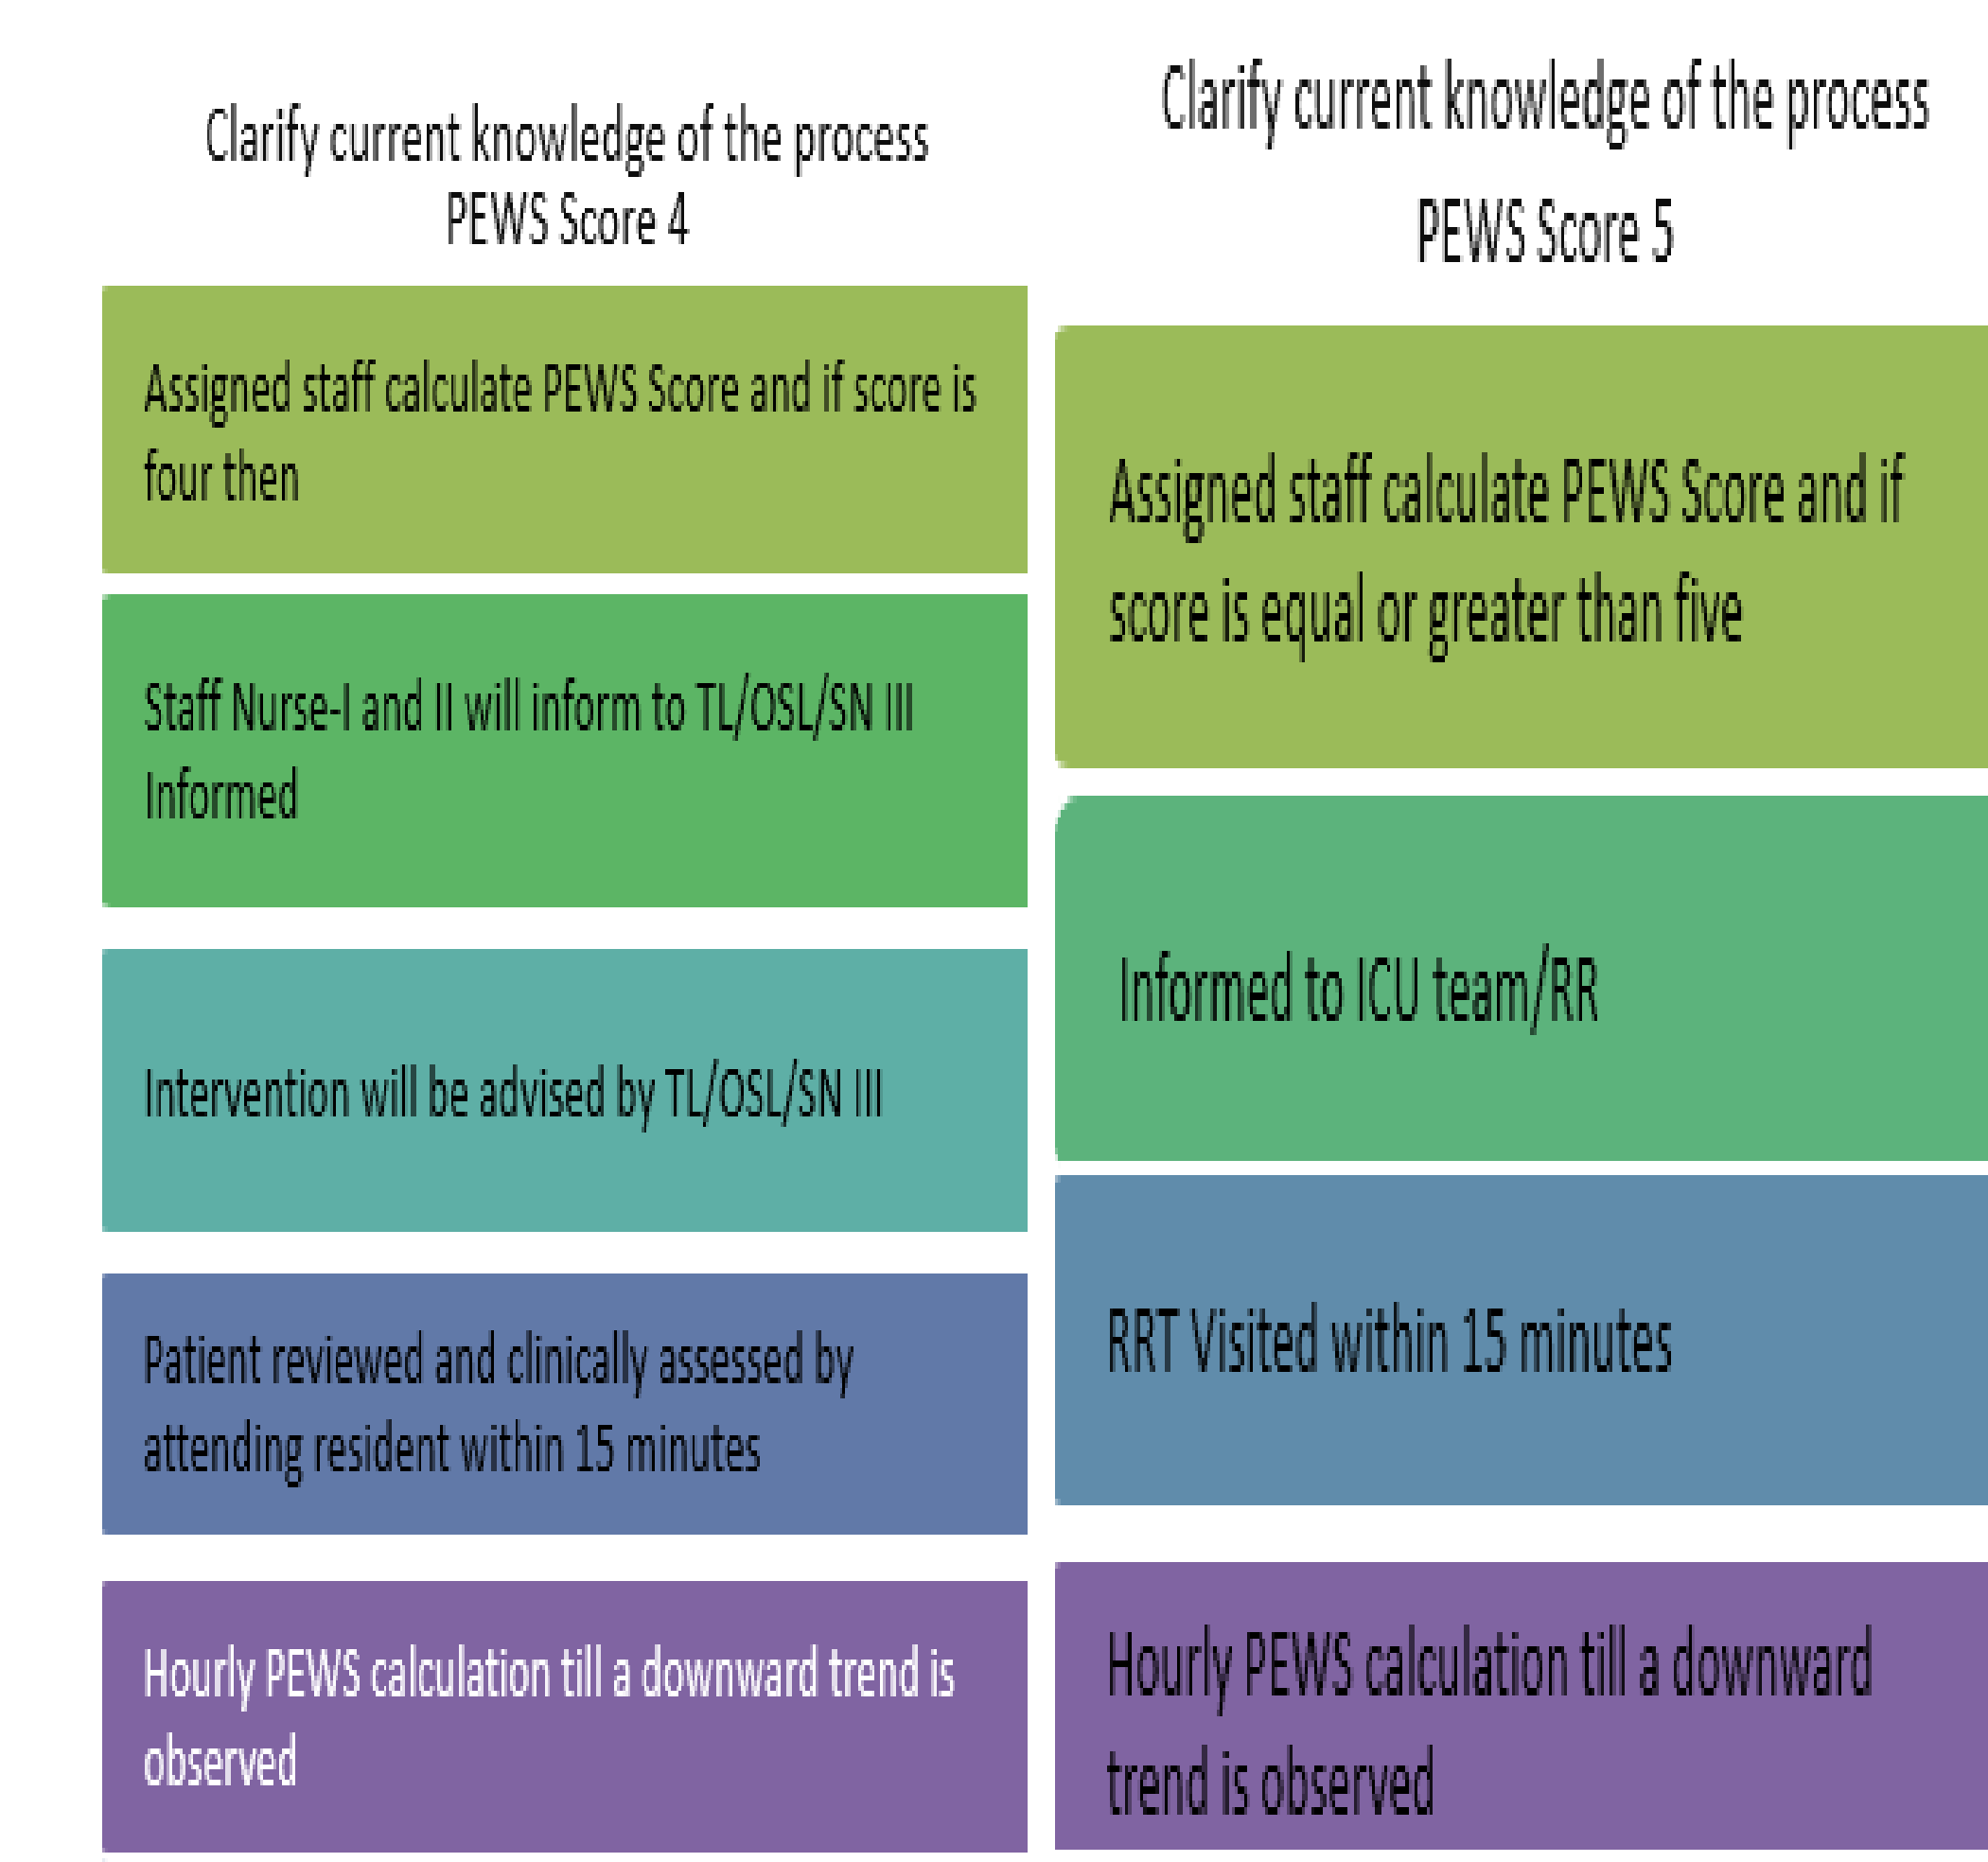 Clarify current knowledge of the process
PEWS Score 4
Assigned staff calculate PEWS Score and if score is
four then
Staff Nurse-I and II will inform to TL/OSL/SN III
Informed
Intervention will be advised by TL/OSL/SN III
Patient reviewed and clinically assessed by
attending resident within 15 minutes
Hourly PEWS calculation till a downward trend is
observed
Clarify current knowledge of the process
PEWS Score 5
Assigned staff calculate PEWS Score and if
score is equal or greater than five
Informed to ICU team/RR
RRT Visited within 15 minutes
Hourly PEWS calculation till a downward
trend is observed